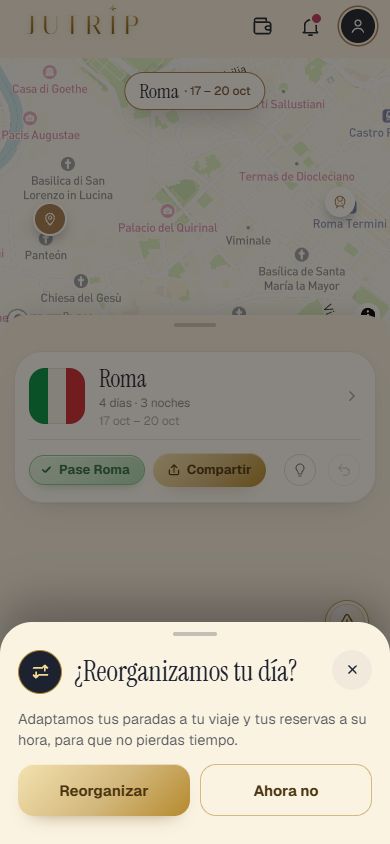 JUTRIP
Roma · 17 – 20 oct
Casa di Goethe
rti Sallustiani
Pacis Augustae
Castro P
Basilica di San
Lorenzo in Lucina
Termas de Diocleciano
Palacio del Quirinal
Roma Termini
Viminale
Panteón
Basílica de Santa
María la Mayor
Chiesa del Gesù
Roma
4 días · 3 noches
17 oct – 20 oct
Pase Roma
Compartir
¿Reorganizamos tu día?
Adaptamos tus paradas a tu viaje y tus reservas a su
hora, para que no pierdas tiempo.
Reorganizar
Ahora no